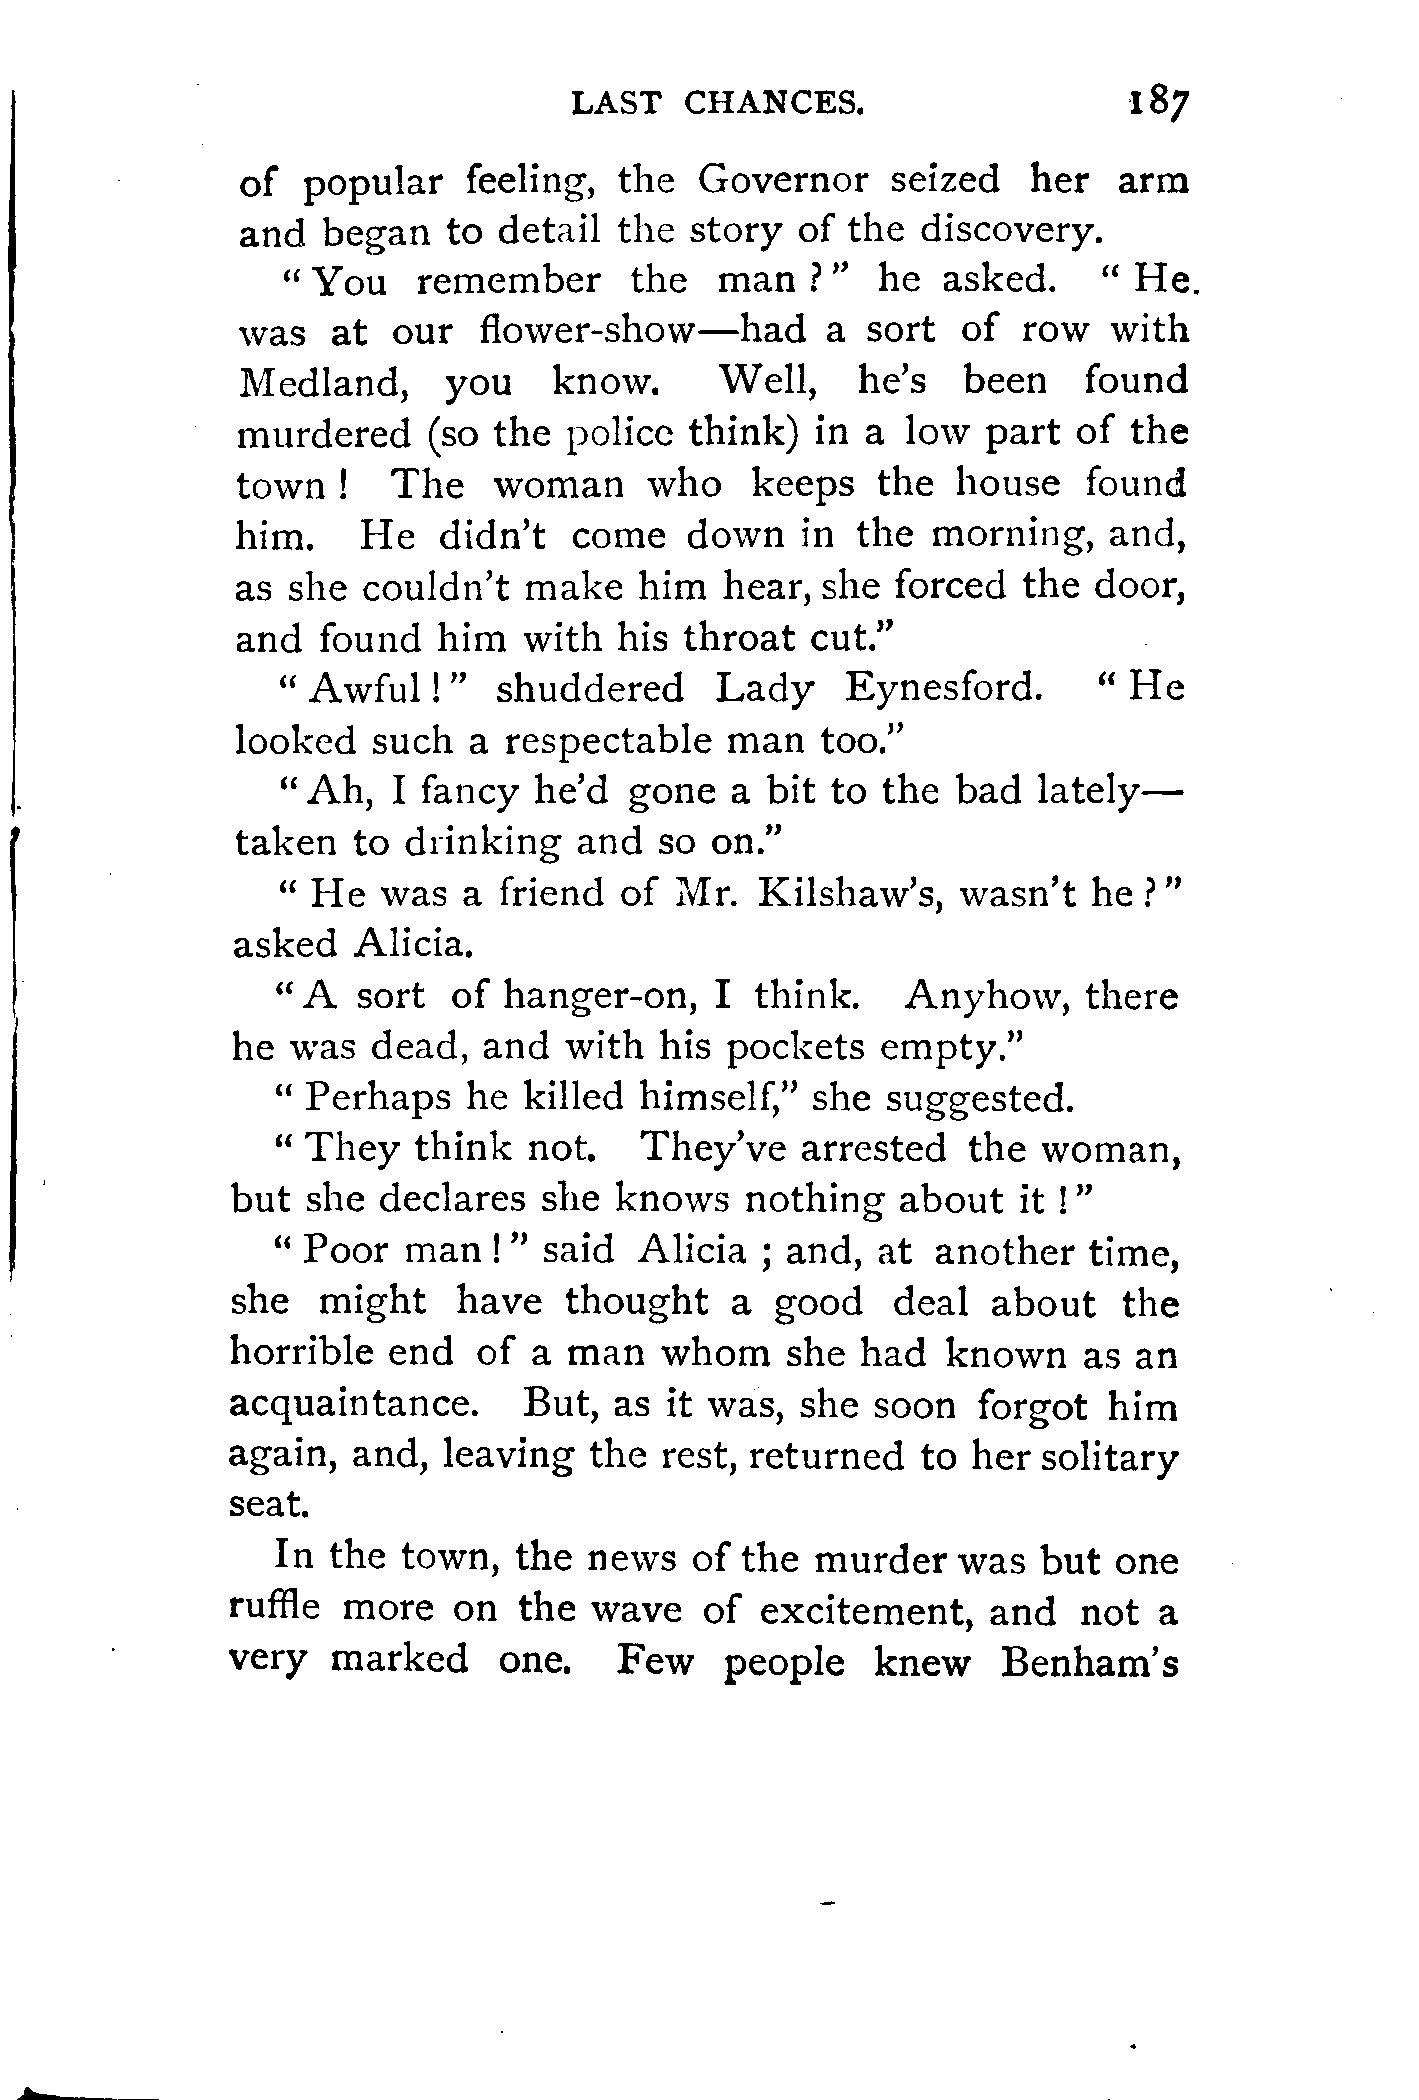 LAST CHANCES. 187
of popular feeling, the Governor seized her arm
and began to detail the story of the discovery.
“ You remember the man ? ” he asked. “ He.
was at our flower-show—had a sort of row with
Medland, you know. Well, he’s been found
murdered (so the police think) in a low part of the
town ! The woman who keeps the house found
him. He didn’t come down in the morning, and,
as she couldn’t make him hear, she forced the door,
and found him with his throat cut.”
“ Awful ! ” shuddered Lady Eynesford. “ He
looked such a respectable man too.”
“ Ah, I fancy he’d gone a bit to the bad lately—
taken to drinking and so on.”
“ He was a friend of Mr. Kilshaw’s, wasn’t he ? ”
asked Alicia.
“ A sort of hanger-on, I think. Anyhow, there
he was dead, and with his pockets empty.”
“ Perhaps he killed himself,” she suggested.
“ They think not. They’ve arrested the woman,
but she declares she knows nothing about it ! ”
“ Poor man ! ” said Alicia ; and, at another time,
she might have thought a good deal about the
horrible end of a man whom she had known as an
acquaintance. But, as it was, she soon forgot him
again, and, leaving the rest, returned to her solitary
seat.
In the town, the news of the murder was but one
ruffle more on the wave of excitement, and not a
very marked one. Few people knew Benham’s